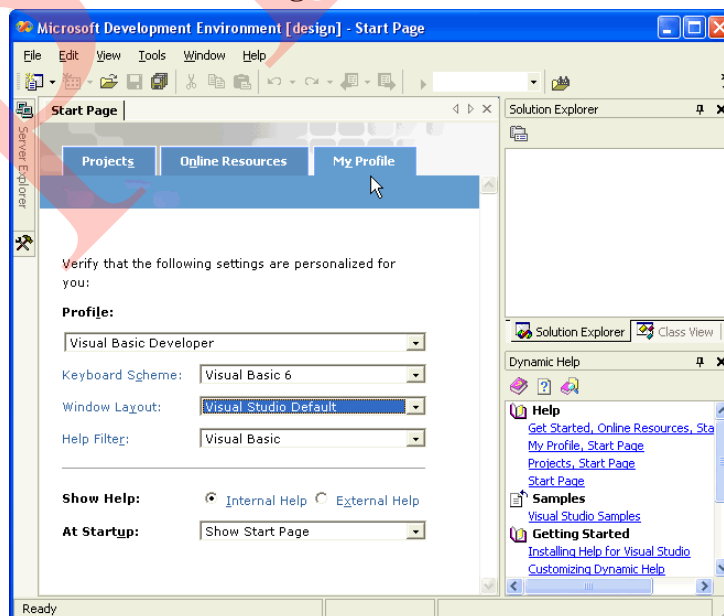 Microsoft Development Environment [design] - Start Page
File Edit View Tools Window Help
Server Explorer
Start Page
Projects Online Resources My Profile
Verify that the following settings are personalized for
you:
Profile:
Visual Basic Developer
Keyboard Scheme: Visual Basic 6
Window Layout: Visual Studio Default
Help Filter: Visual Basic
Show Help: Internal Help External Help
At Startup: Show Start Page
Solution Explorer
Solution Explorer Class View
Dynamic Help
Help
Get Started, Online Resources, Sta
My Profile, Start Page
Projects, Start Page
Start Page
Samples
Visual Studio Samples
Getting Started
Installing Help for Visual Studio
Customizing Dynamic Help
Ready